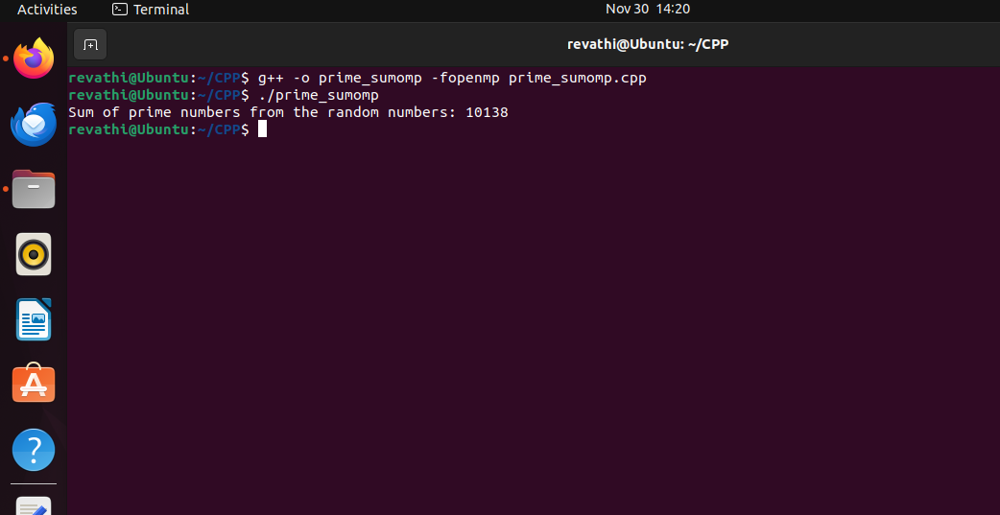 Activities Terminal Nov 30 14:20
revathi@Ubuntu: ~/CPP
revathi@Ubuntu:~/CPP$ g++ -o prime_sumomp -fopenmp prime_sumomp.cpp
revathi@Ubuntu:~/CPP$ ./prime_sumomp
Sum of prime numbers from the random numbers: 10138
revathi@Ubuntu:~/CPP$